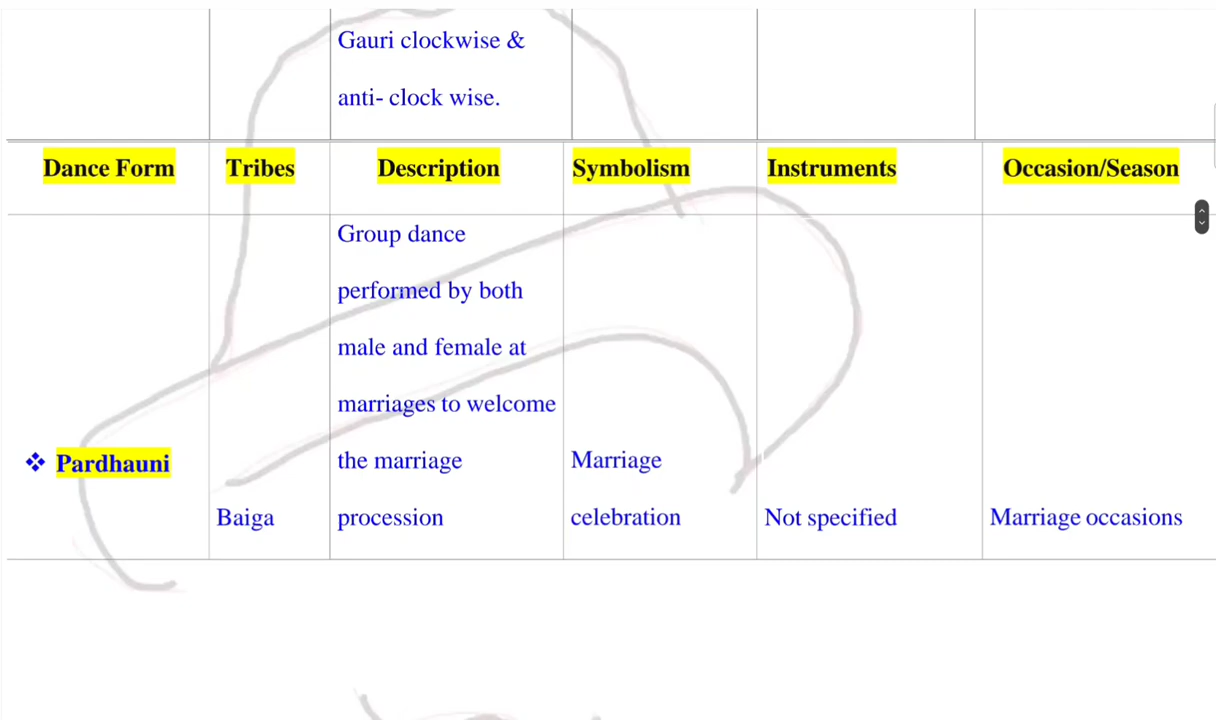 Gauri clockwise &
anti- clock wise.
Dance Form Tribes Description Symbolism Instruments Occasion/Season
Group dance
performed by both
male and female at
marriages to welcome
❖ Pardhauni the marriage Marriage
Baiga procession celebration Not specified Marriage occasions